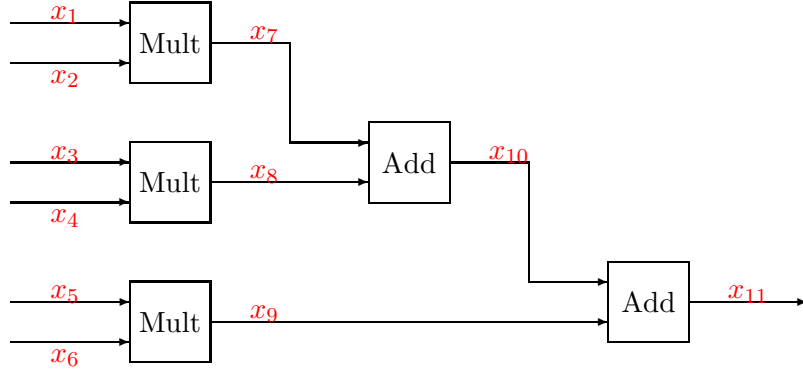 x₁
Mult
x₇
x₂
x₃
Mult
x₈
Add
x₁₀
x₄
x₅
Mult
x₉
Add
x₁₁
x₆